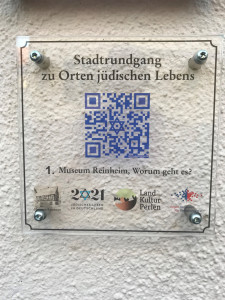 Stadtrundgang
zu Orten jüdischen Lebens
1. Museum Reinheim, Worum geht es?
2021
Land
Kultur
Perlen